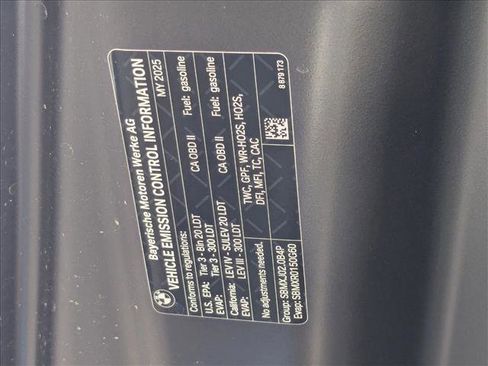 BMW
Bayerische Motoren Werke AG
VEHICLE EMISSION CONTROL INFORMATION
MY 2025
Conforms to regulations:
U.S. EPA: Tier 3 - Bin 20 LDT CA OBD II Fuel: gasoline
EVAP: Tier 3 - 300 LDT
California: LEV IV - SULEV 20 LDT CA OBD II Fuel: gasoline
EVAP: LEV III - 300 LDT
No adjustments needed. TWC, GPF, WR-HO2S, HO2S,
DFI, MFI, TC, CAC
Group: SBMXJ02.0B4P
Evap: SBMXR0150G60
8 879 173